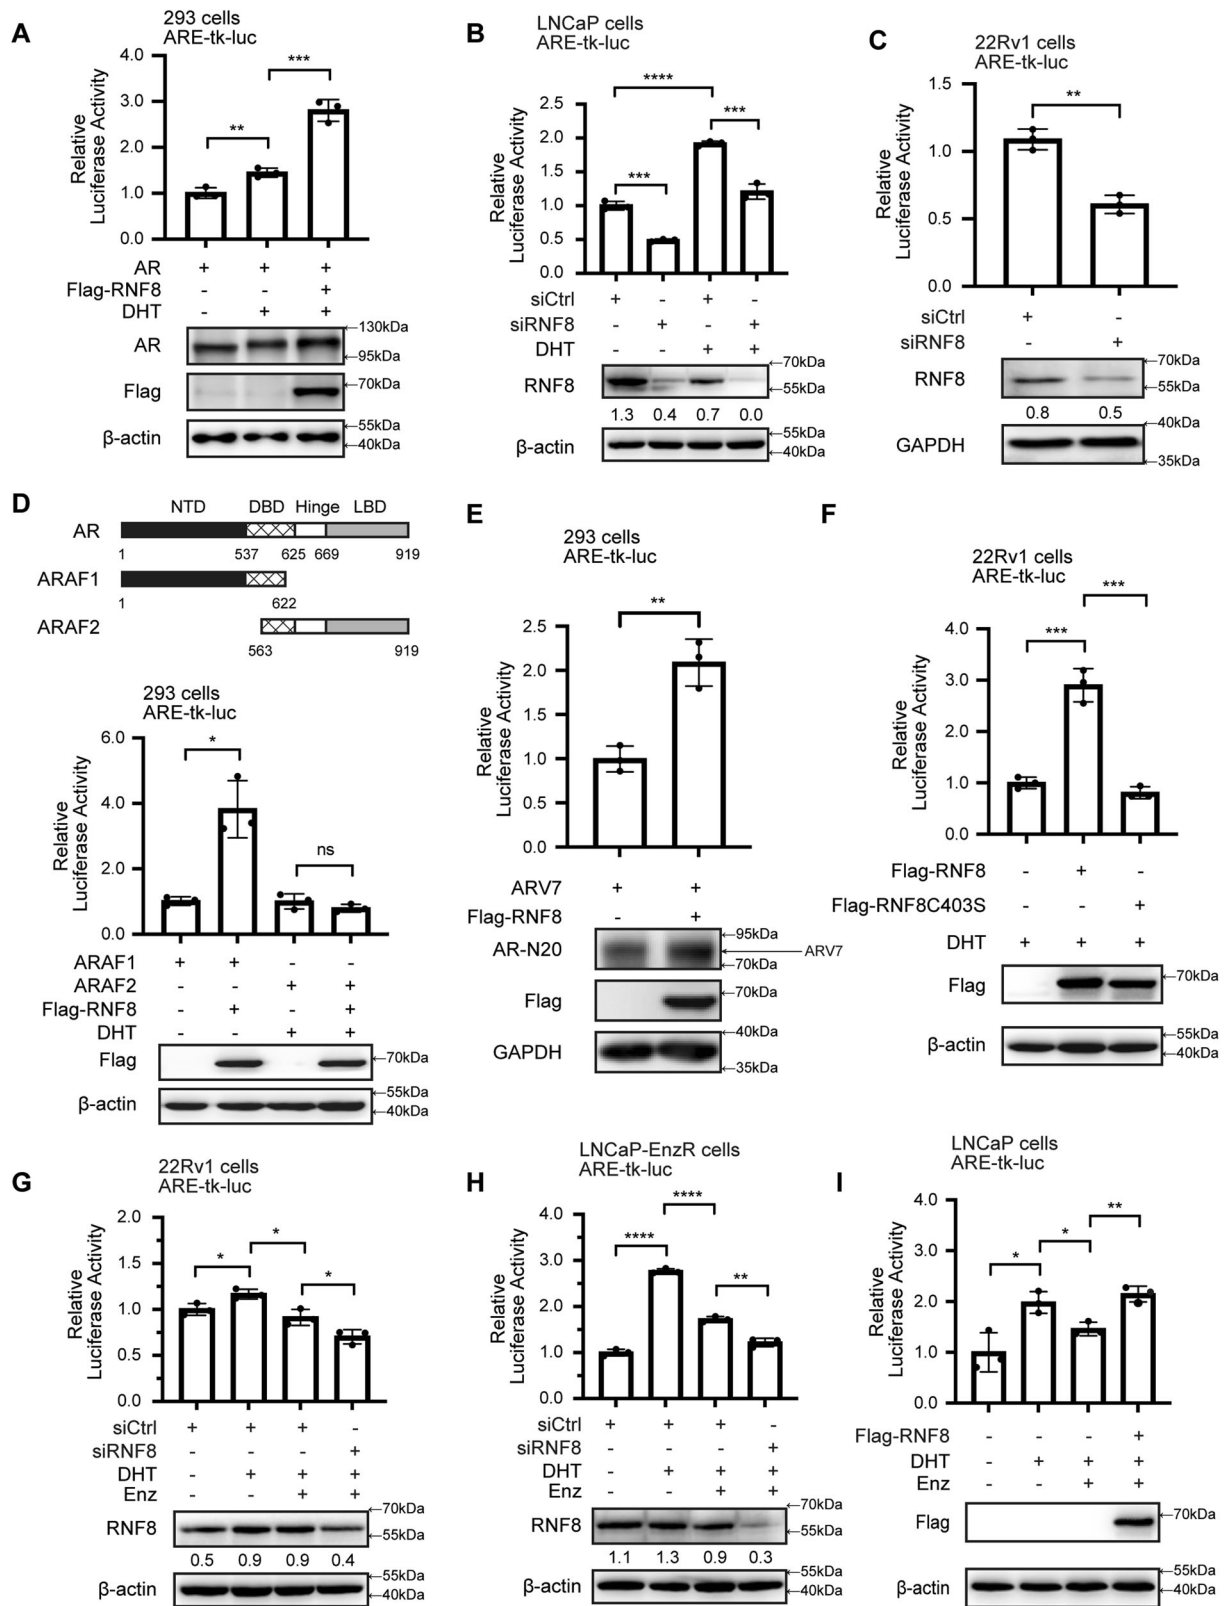 A
293 cells
ARE-tk-luc
Relative
Luciferase Activity
4.0
3.0
2.0
1.0
0.0
**
***
AR + + +
Flag-RNF8 - - +
DHT - + +
AR
←130kDa
←95kDa
Flag
←70kDa
β-actin
←55kDa
←40kDa
B
LNCaP cells
ARE-tk-luc
Relative
Luciferase Activity
2.5
2.0
1.5
1.0
0.5
0.0
****
***
***
siCtrl + - + -
siRNF8 - + - +
DHT - - + +
RNF8
←70kDa
←55kDa
1.3 0.4 0.7 0.0
β-actin
←55kDa
←40kDa
C
22Rv1 cells
ARE-tk-luc
Relative
Luciferase Activity
1.5
1.0
0.5
0.0
**
siCtrl + -
siRNF8 - +
RNF8
←70kDa
←55kDa
0.8 0.5
GAPDH
←40kDa
←35kDa
D
NTD DBD Hinge LBD
AR
1 537 625 669 919
ARAF1
1 622
ARAF2
563 919
293 cells
ARE-tk-luc
Relative
Luciferase Activity
6.0
4.0
2.0
0.0
*
ns
ARAF1 + + - -
ARAF2 - - + +
Flag-RNF8 - + - +
DHT - - + +
Flag
←70kDa
β-actin
←55kDa
←40kDa
E
293 cells
ARE-tk-luc
Relative
Luciferase Activity
2.5
2.0
1.0
0.5
0.0
**
ARV7 + +
Flag-RNF8 - +
AR-N20
←95kDa
ARV7
←70kDa
Flag
←70kDa
GAPDH
←40kDa
←35kDa
F
22Rv1 cells
ARE-tk-luc
Relative
Luciferase Activity
4.0
3.0
2.0
1.0
0.0
***
***
Flag-RNF8 - + -
Flag-RNF8C403S - - +
DHT + + +
Flag
←70kDa
β-actin
←55kDa
←40kDa
G
22Rv1 cells
ARE-tk-luc
Relative
Luciferase Activity
2.0
1.5
1.0
0.5
0.0
*
*
*
siCtrl + + + -
siRNF8 - - - +
DHT - + + +
Enz - - + +
RNF8
←70kDa
←55kDa
0.5 0.9 0.9 0.4
β-actin
←55kDa
←40kDa
H
LNCaP-EnzR cells
ARE-tk-luc
Relative
Luciferase Activity
4.0
3.0
2.0
1.0
0.0
****
****
**
siCtrl + + + -
siRNF8 - - - +
DHT - + + +
Enz - - + +
RNF8
←70kDa
←55kDa
1.1 1.3 0.9 0.3
β-actin
←55kDa
←40kDa
I
LNCaP cells
ARE-tk-luc
Relative
Luciferase Activity
4.0
3.0
2.0
1.0
0.0
*
*
**
Flag-RNF8 - - - +
DHT - + + +
Enz - - + +
Flag
←70kDa
β-actin
←55kDa
←40kDa